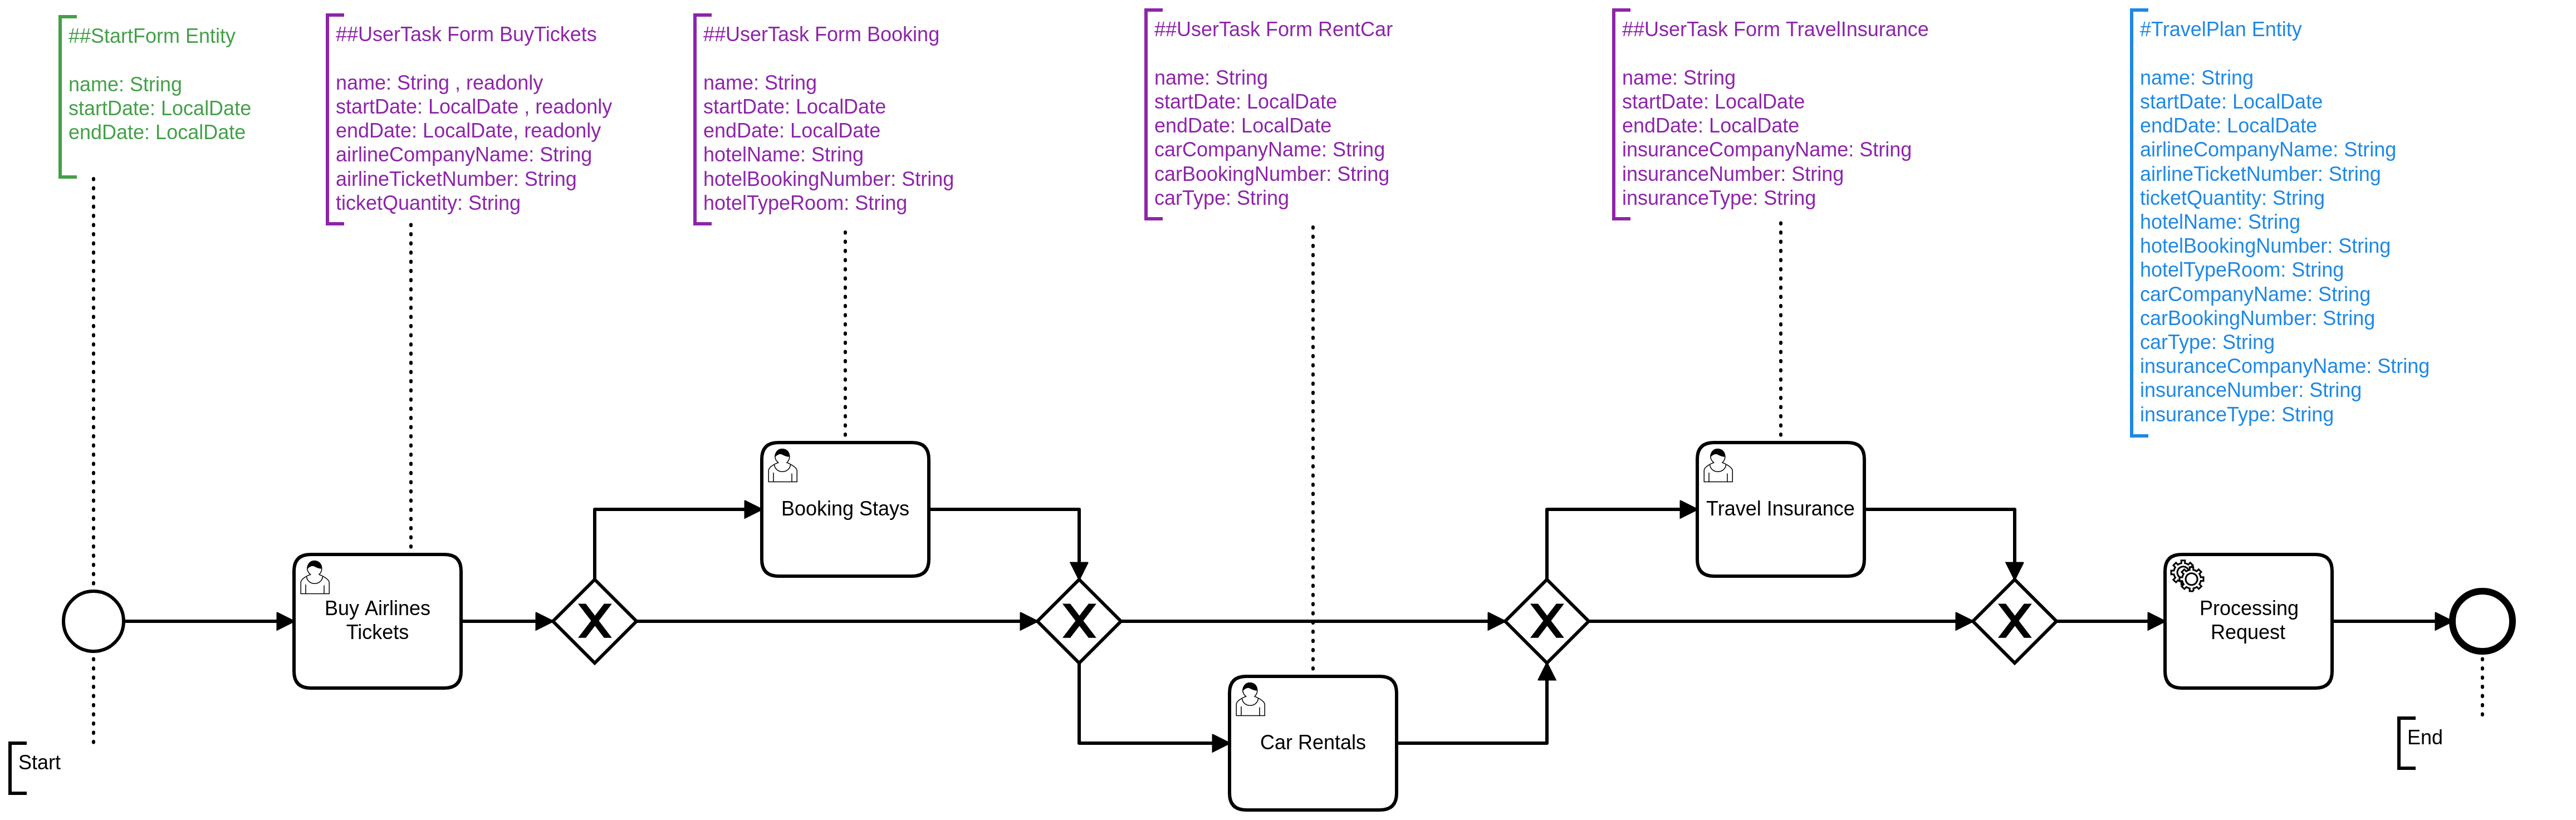 ##StartForm Entity
name: String
startDate: LocalDate
endDate: LocalDate
##UserTask Form BuyTickets
name: String , readonly
startDate: LocalDate , readonly
endDate: LocalDate, readonly
airlineCompanyName: String
airlineTicketNumber: String
ticketQuantity: String
##UserTask Form Booking
name: String
startDate: LocalDate
endDate: LocalDate
hotelName: String
hotelBookingNumber: String
hotelTypeRoom: String
##UserTask Form RentCar
name: String
startDate: LocalDate
endDate: LocalDate
carCompanyName: String
carBookingNumber: String
carType: String
##UserTask Form TravelInsurance
name: String
startDate: LocalDate
endDate: LocalDate
insuranceCompanyName: String
insuranceNumber: String
insuranceType: String
#TravelPlan Entity
name: String
startDate: LocalDate
endDate: LocalDate
airlineCompanyName: String
airlineTicketNumber: String
ticketQuantity: String
hotelName: String
hotelBookingNumber: String
hotelTypeRoom: String
carCompanyName: String
carBookingNumber: String
carType: String
insuranceCompanyName: String
insuranceNumber: String
insuranceType: String
Start
Buy Airlines
Tickets
Booking Stays
Car Rentals
Travel Insurance
Processing
Request
End